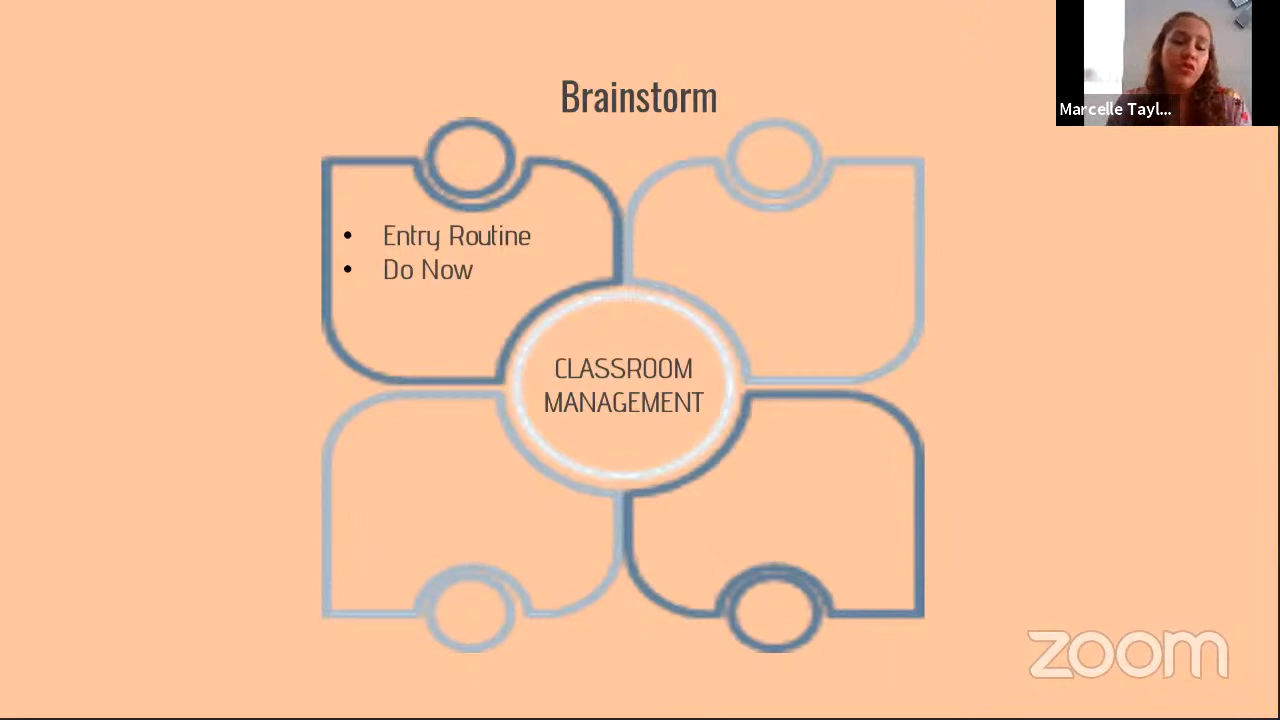 Brainstorm
Marcelle Tayl...
• Entry Routine
• Do Now
CLASSROOM
MANAGEMENT
zoom